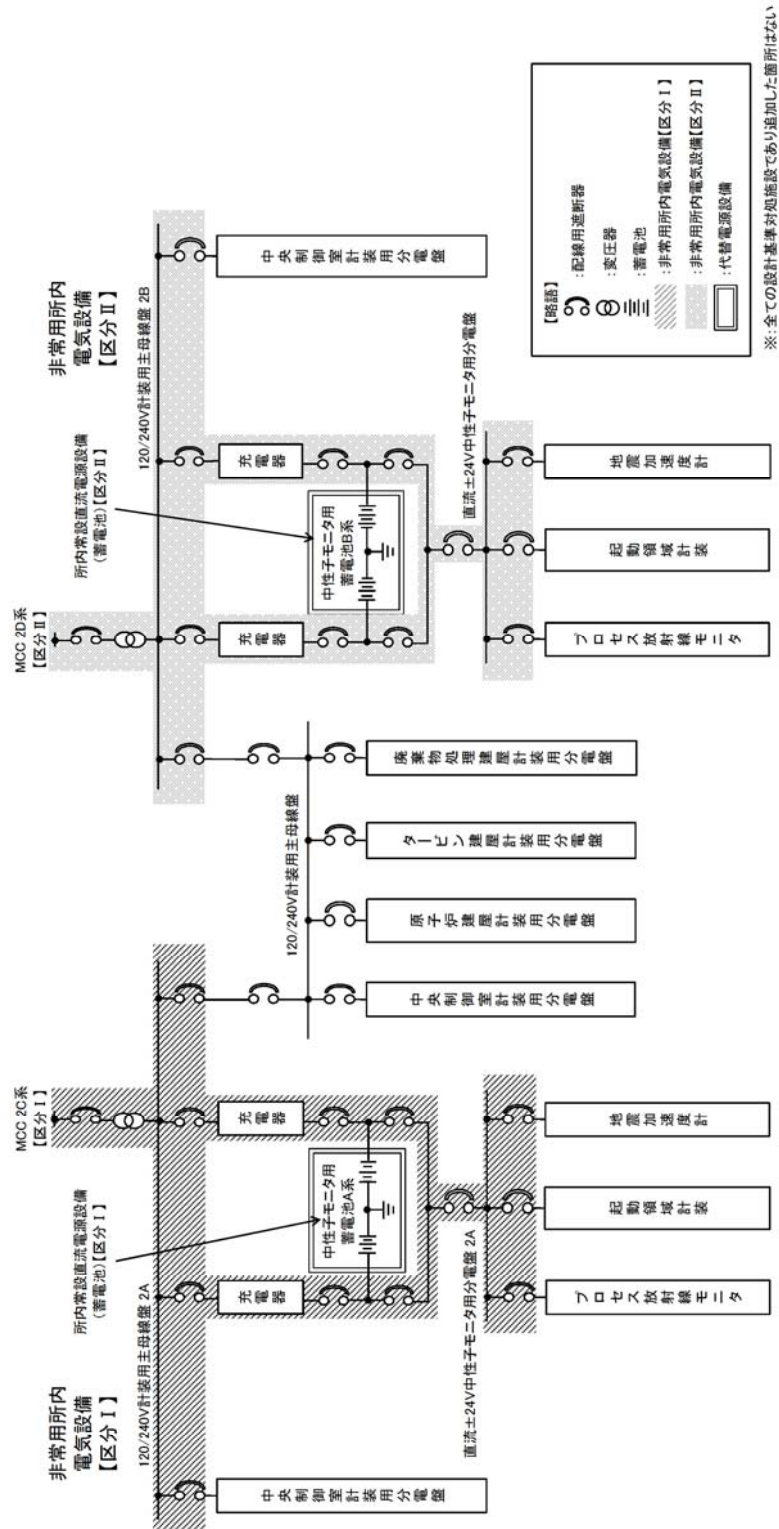 非常用所内
電気設備
【区分Ⅰ】
MCC 2C系
【区分Ⅰ】
所内常設直流電源設備
(蓄電池)【区分Ⅰ】
120/240V計装用主母線盤 2A
中央制御室計装用分電盤
充電器
充電器
中性子モニタ用
蓄電池A系
直流±24V中性子モニタ用分電盤 2A
プロセス放射線モニタ
起動領域計装
地震加速度計
120/240V計装用主母線盤
中央制御室計装用分電盤
原子炉建屋計装用分電盤
タービン建屋計装用分電盤
廃棄物処理建屋計装用分電盤
非常用所内
電気設備
【区分Ⅱ】
MCC 2D系
【区分Ⅱ】
所内常設直流電源設備
(蓄電池)【区分Ⅱ】
120/240V計装用主母線盤 2B
充電器
充電器
中性子モニタ用
蓄電池B系
中央制御室計装用分電盤
直流±24V中性子モニタ用分電盤
プロセス放射線モニタ
起動領域計装
地震加速度計
【略語】
:配線用遮断器
:変圧器
:蓄電池
:非常用所内電気設備【区分Ⅰ】
:非常用所内電気設備【区分Ⅱ】
:代替電源設備
※:全ての設計基準対処施設であり追加した箇所はない